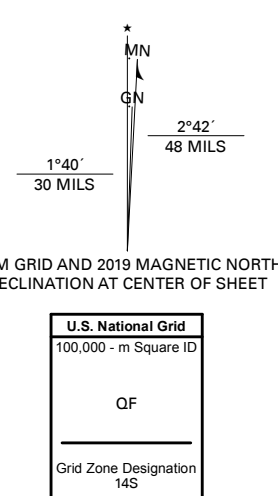 ★
MN
GN
2°42´
48 MILS
1°40´
30 MILS
M GRID AND 2019 MAGNETIC NORTH
ECLINATION AT CENTER OF SHEET
U.S. National Grid
100,000 - m Square ID
QF
Grid Zone Designation
14S